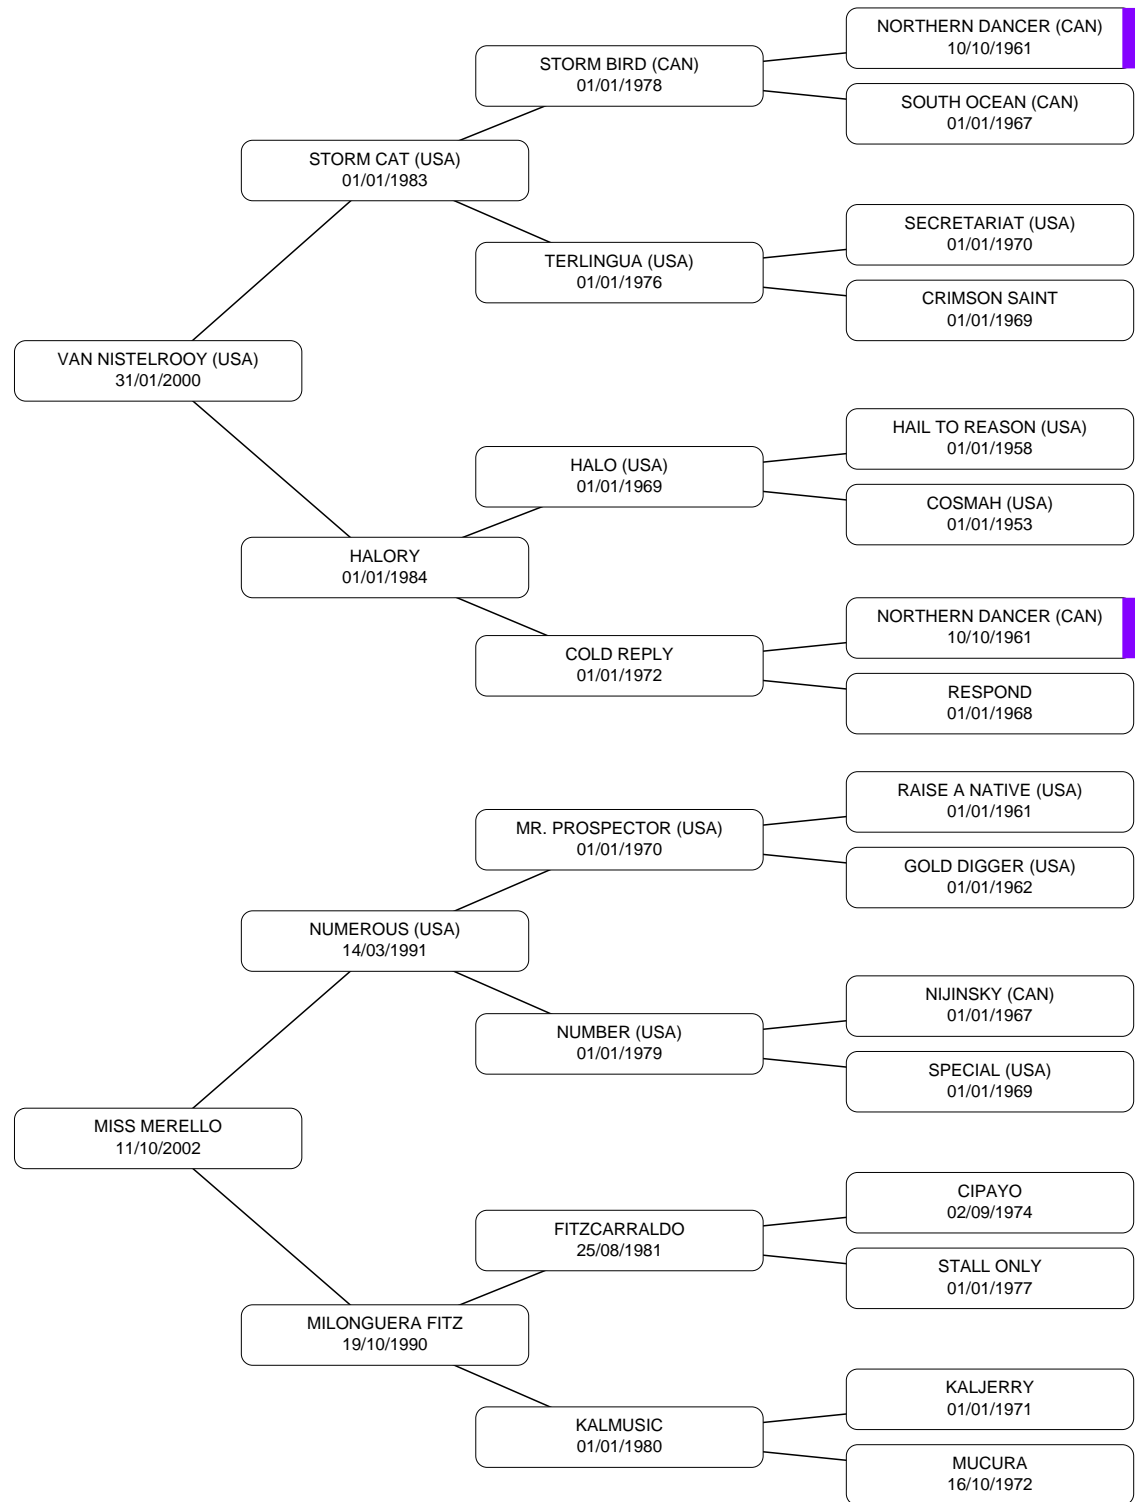 NORTHERN DANCER (CAN)
10/10/1961
STORM BIRD (CAN)
01/01/1978
SOUTH OCEAN (CAN)
01/01/1967
STORM CAT (USA)
01/01/1983
SECRETARIAT (USA)
01/01/1970
TERLINGUA (USA)
01/01/1976
CRIMSON SAINT
01/01/1969
VAN NISTELROOY (USA)
31/01/2000
HAIL TO REASON (USA)
01/01/1958
HALO (USA)
01/01/1969
COSMAH (USA)
01/01/1953
HALORY
01/01/1984
NORTHERN DANCER (CAN)
10/10/1961
COLD REPLY
01/01/1972
RESPOND
01/01/1968
RAISE A NATIVE (USA)
01/01/1961
MR. PROSPECTOR (USA)
01/01/1970
GOLD DIGGER (USA)
01/01/1962
NUMEROUS (USA)
14/03/1991
NIJINSKY (CAN)
01/01/1967
NUMBER (USA)
01/01/1979
SPECIAL (USA)
01/01/1969
MISS MERELLO
11/10/2002
CIPAYO
02/09/1974
FITZCARRALDO
25/08/1981
STALL ONLY
01/01/1977
MILONGUERA FITZ
19/10/1990
KALJERRY
01/01/1971
KALMUSIC
01/01/1980
MUCURA
16/10/1972